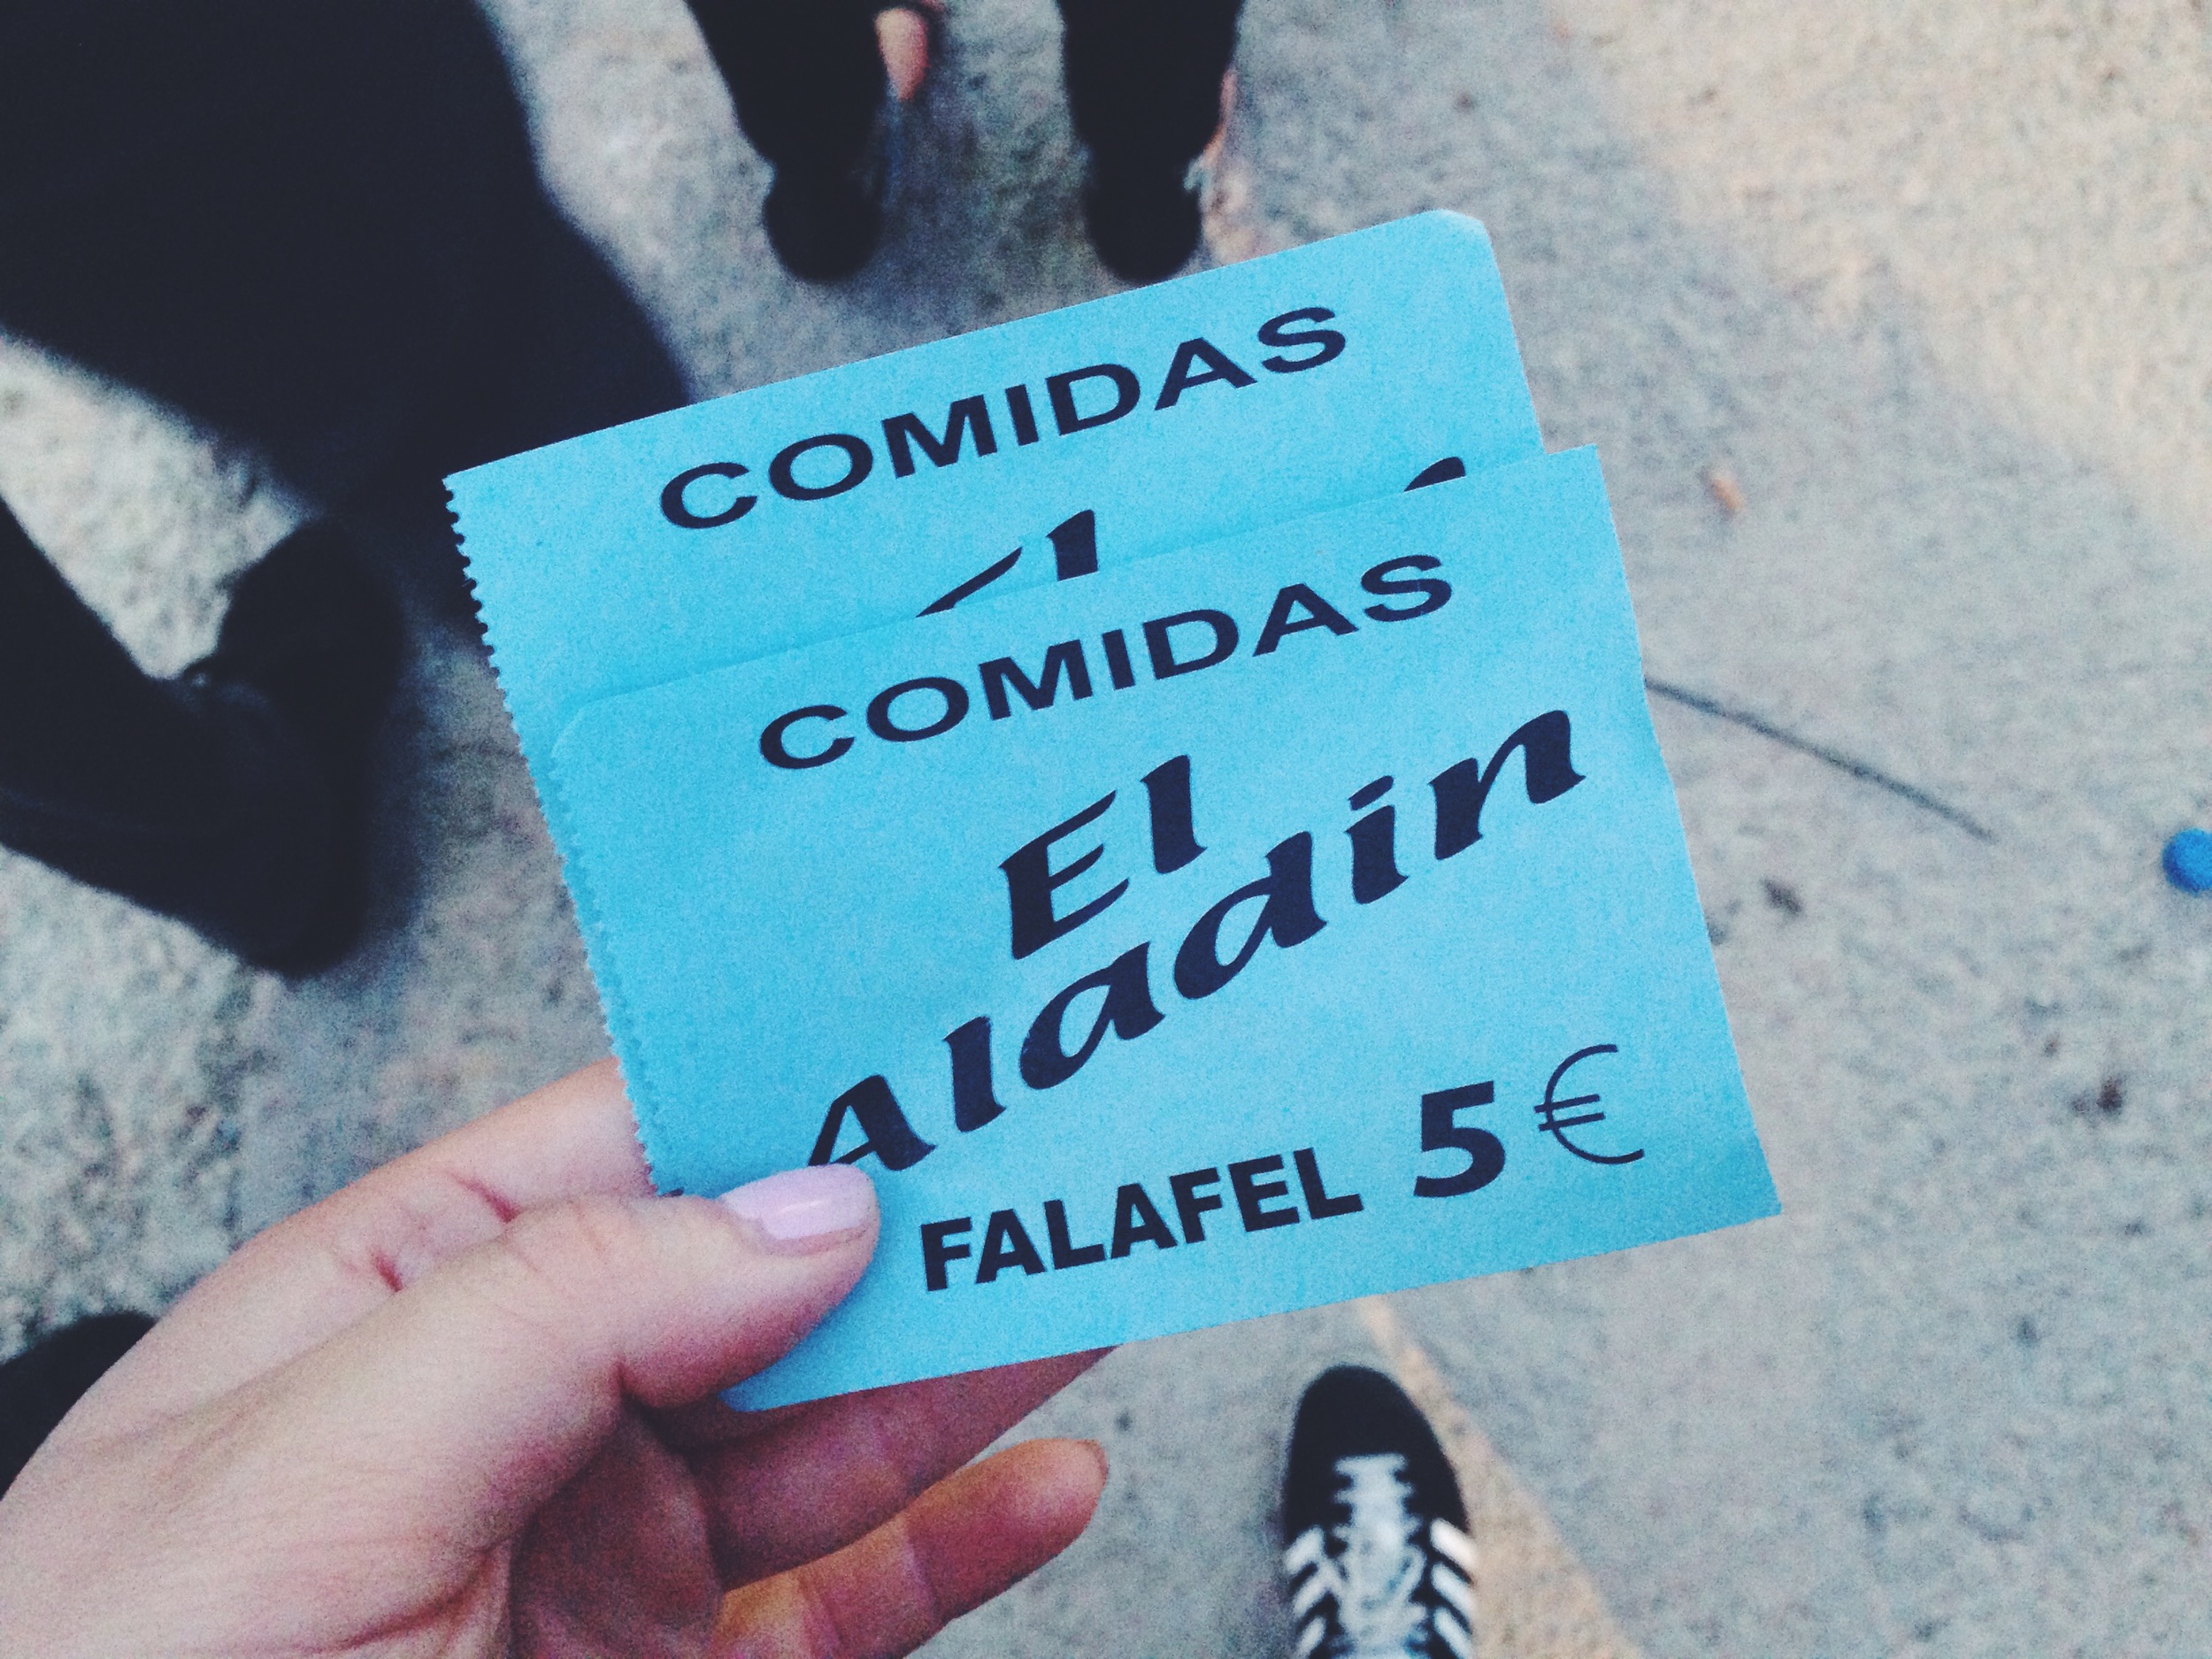 COMIDAS
COMIDAS
El
Aladin
FALAFEL 5€